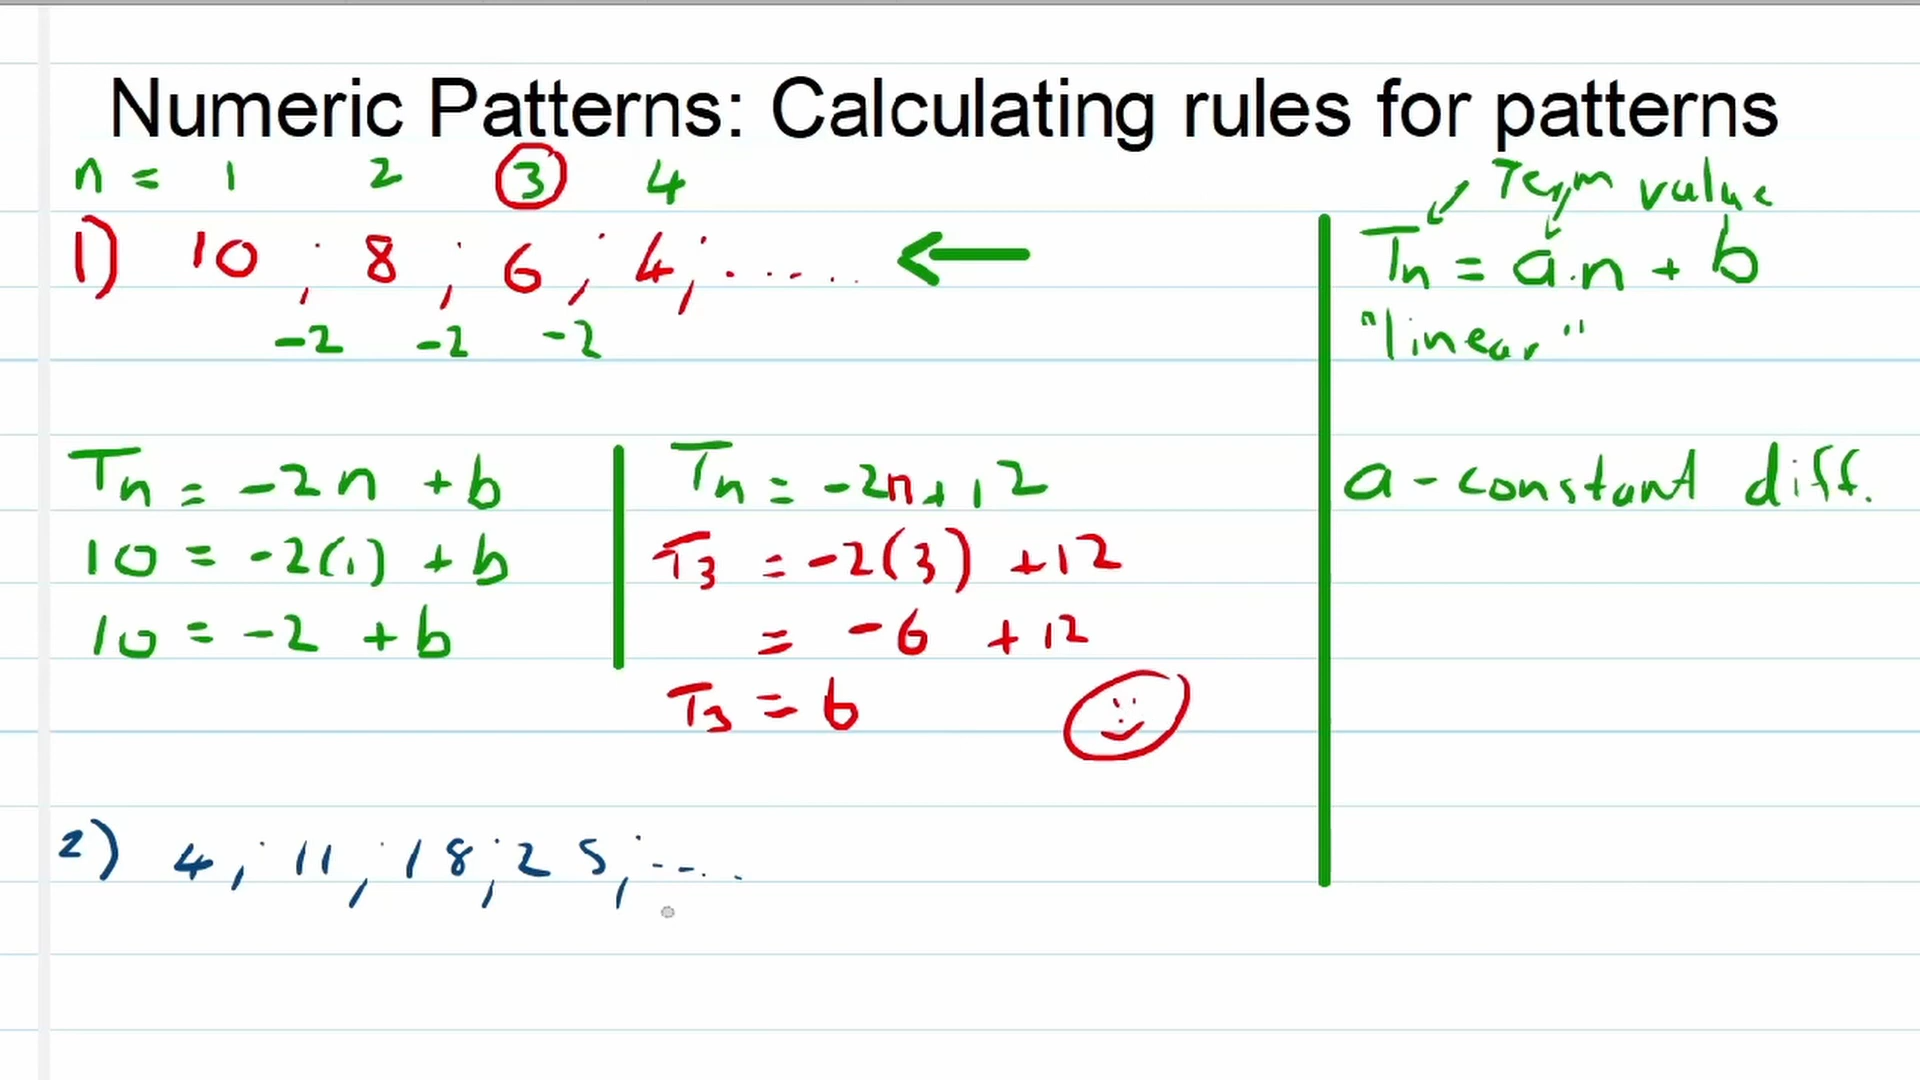 Numeric Patterns: Calculating rules for patterns
n = 1 2 3 4
1) 10 ; 8 ; 6 ; 4 ; .....
-2 -2 -2
Tn = -2n + b
10 = -2(1) + b
10 = -2 + b
Tn = -2n + 12
T3 = -2(3) + 12
= -6 + 12
T3 = 6
Term value
Tn = a.n + b
"linear"
a - constant diff.
2) 4 ; 11 ; 18 ; 25 ; ....